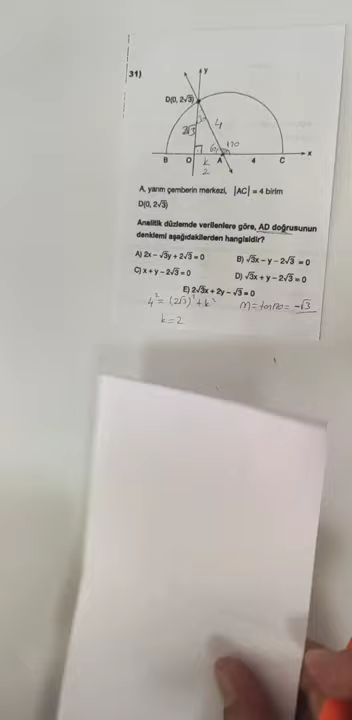 31)
y
D(0, 2√3)
4
2√3
60 120
B O k A 4 C x
2
A, yarım çemberin merkezi, |AC| = 4 birim
D(0, 2√3)
Analitik düzlemde verilenlere göre, AD doğrusunun
denklemi aşağıdakilerden hangisidir?
A) 2x – √3y + 2√3 = 0 B) √3x – y – 2√3 = 0
C) x + y – 2√3 = 0 D) √3x + y – 2√3 = 0
E) 2√3x + 2y – √3 = 0
4² = (2√3)² + k² M = tan120 = -√3
k = 2